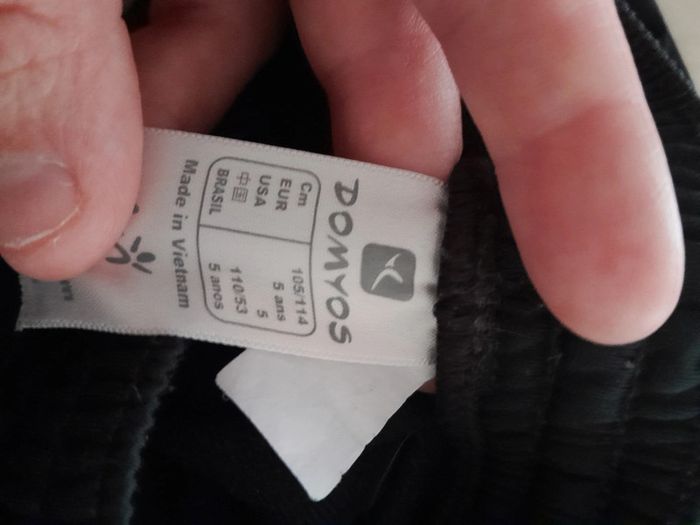 DOMYOS
Cm 105/114
EUR 5 ans
USA 5
中国 110/53
BRASIL 5 anos
Made in Vietnam